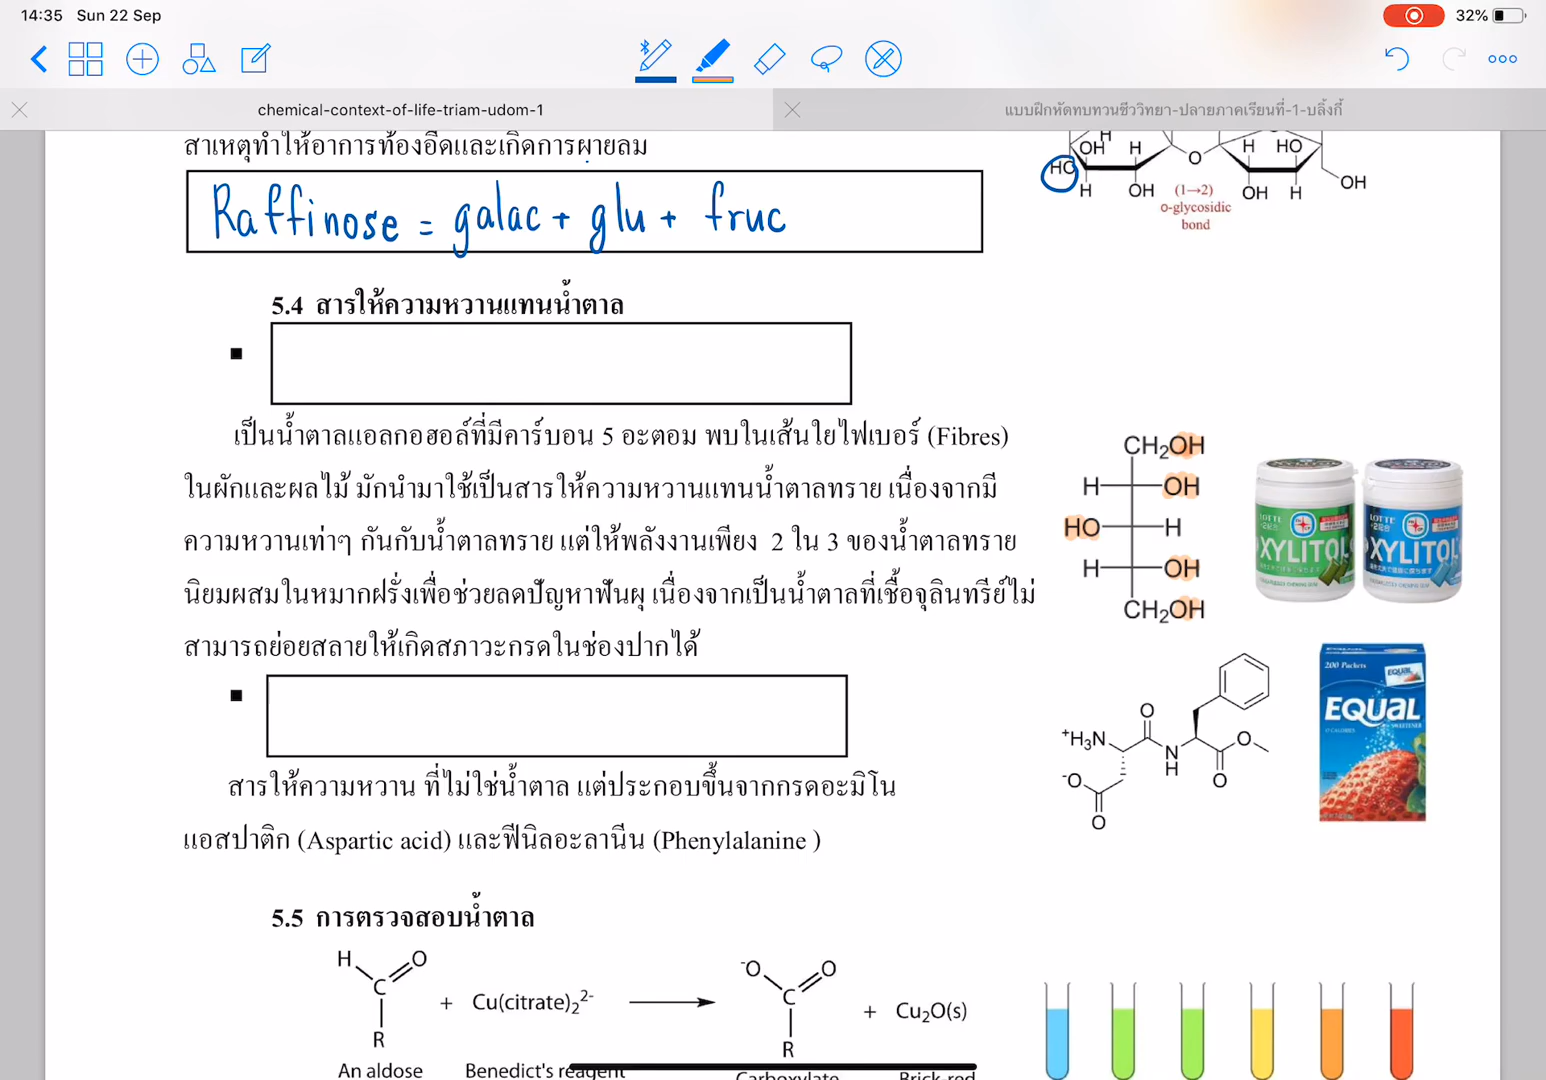 14:35 Sun 22 Sep
32%
chemical-context-of-life-triam-udom-1
แบบฝึกหัดทบทวนชีววิทยา-ปลายภาคเรียนที่-1-บลิ้งกี้
สาเหตุทำให้อาการท้องอืดและเกิดการผายลม
Raffinose = galac + glu + fruc
H
OH H O H HO
HO H OH OH H OH
(1→2)
o-glycosidic
bond
5.4 สารให้ความหวานแทนน้ำตาล
เป็นน้ำตาลแอลกอฮอล์ที่มีคาร์บอน 5 อะตอม พบในเส้นใยไฟเบอร์ (Fibres)
ในผักและผลไม้ มักนำมาใช้เป็นสารให้ความหวานแทนน้ำตาลทราย เนื่องจากมี
ความหวานเท่าๆ กันกับน้ำตาลทราย แต่ให้พลังงานเพียง 2 ใน 3 ของน้ำตาลทราย
นิยมผสมในหมากฝรั่งเพื่อช่วยลดปัญหาฟันผุ เนื่องจากเป็นน้ำตาลที่เชื้อจุลินทรีย์ไม่
สามารถย่อยสลายให้เกิดสภาวะกรดในช่องปากได้
CH₂OH
H OH
HO H
H OH
CH₂OH
LOTTE XYLITOL
LOTTE XYLITOL
สารให้ความหวาน ที่ไม่ใช่น้ำตาล แต่ประกอบขึ้นจากกรดอะมิโน
แอสปาติก (Aspartic acid) และฟีนิลอะลานีน (Phenylalanine )
O
⁺H₃N N H O
⁻O O
O
200 Packets
EQUAL
EQUAL
SWEETENER
0 CALORIES
5.5 การตรวจสอบน้ำตาล
H O C R + Cu(citrate)₂²⁻ ⟶ ⁻O O C R + Cu₂O(s)
An aldose Benedict's reagent Carboxylate Brick-red